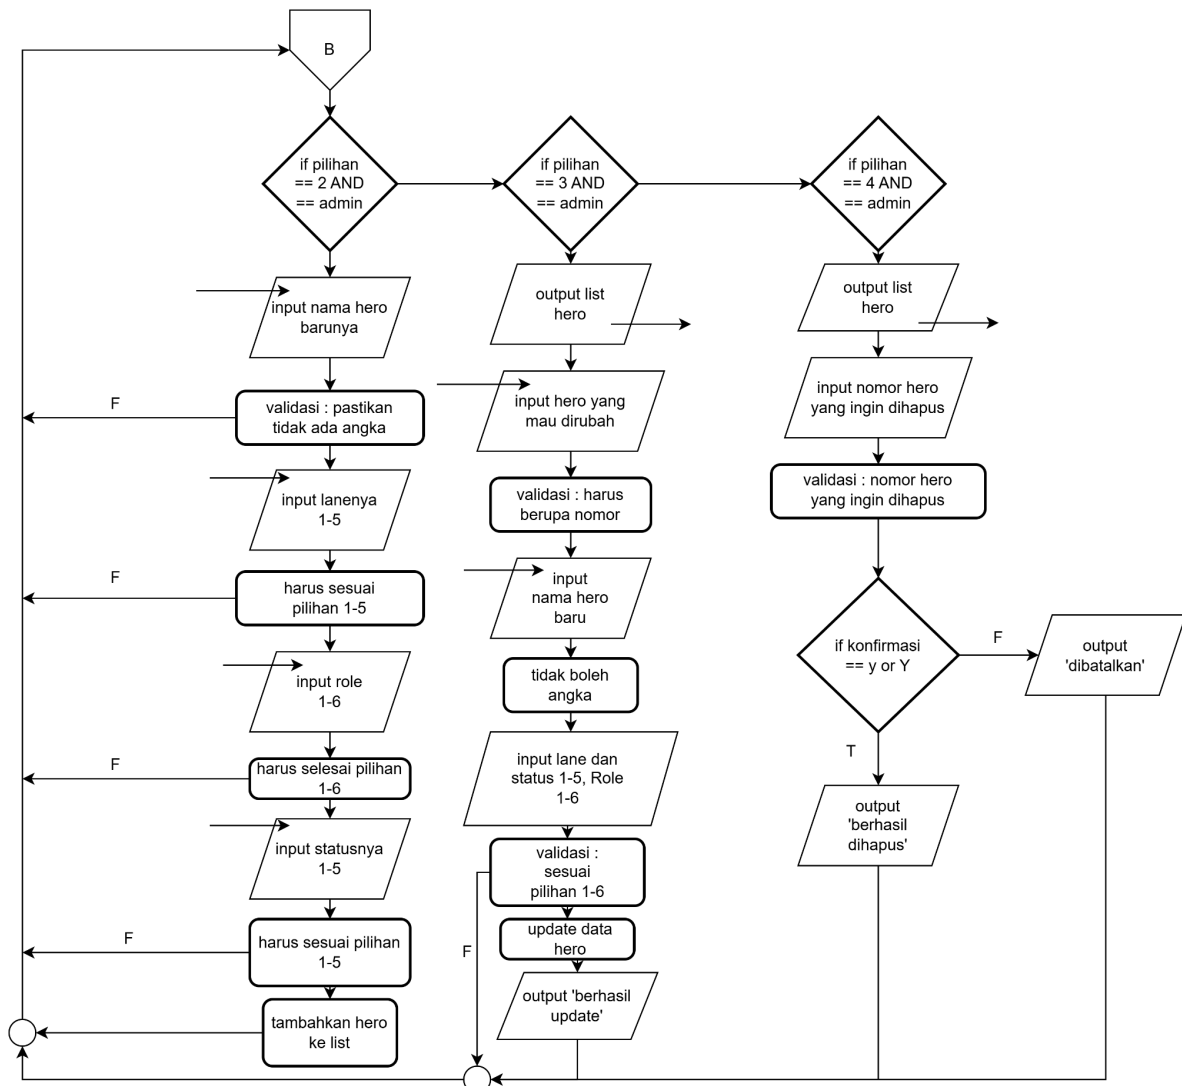 B
if pilihan
== 2 AND
== admin
if pilihan
== 3 AND
== admin
if pilihan
== 4 AND
== admin
input nama hero
barunya
F
validasi : pastikan
tidak ada angka
input lanenya
1-5
F
harus sesuai
pilihan 1-5
input role
1-6
F
harus selesai pilihan
1-6
input statusnya
1-5
F
harus sesuai pilihan
1-5
tambahkan hero
ke list
output list
hero
input hero yang
mau dirubah
validasi : harus
berupa nomor
input
nama hero
baru
tidak boleh
angka
input lane dan
status 1-5, Role
1-6
validasi :
sesuai
pilihan 1-6
F
update data
hero
output 'berhasil
update'
output list
hero
input nomor hero
yang ingin dihapus
validasi : nomor hero
yang ingin dihapus
if konfirmasi
== y or Y
F
output
'dibatalkan'
T
output
'berhasil
dihapus'